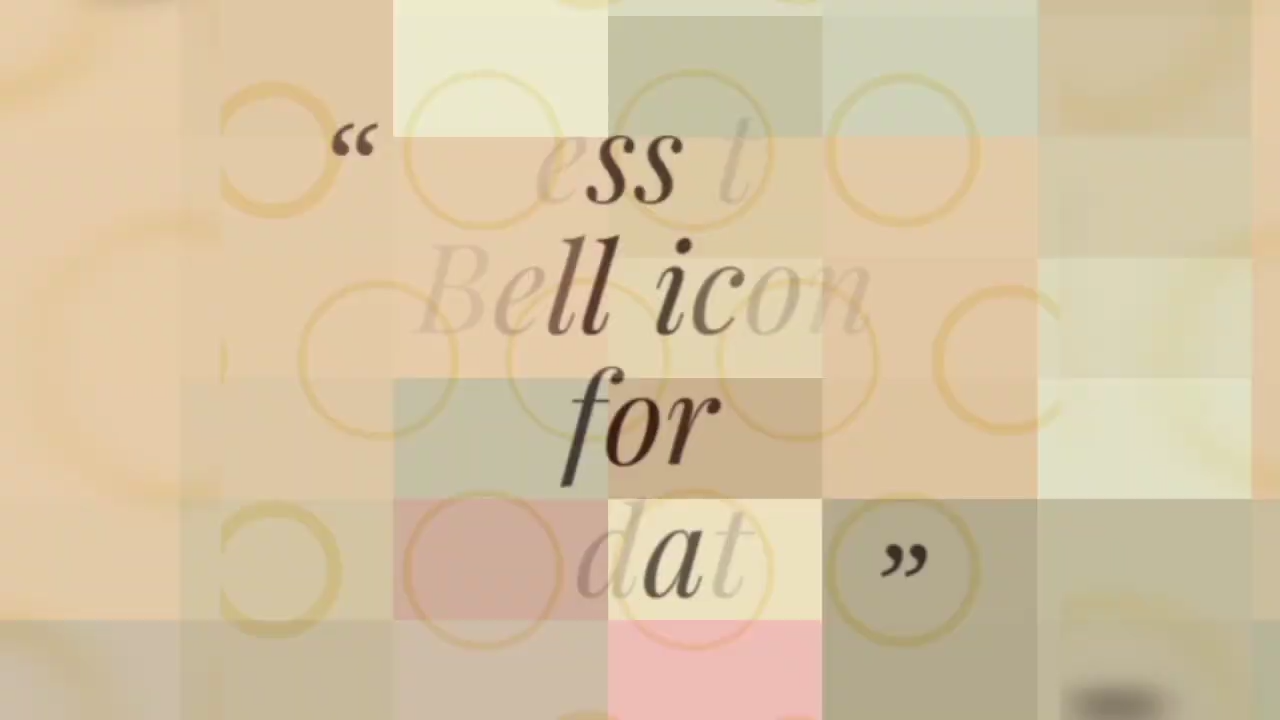 “ ess t
Bell icon
for
dat ”